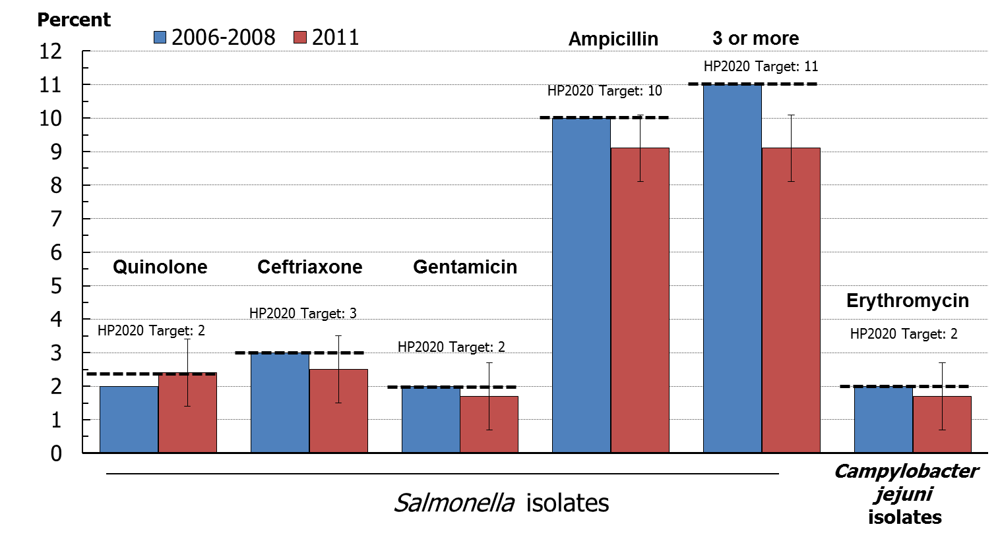 Percent
2006-2008
2011
Ampicillin
3 or more
12
HP2020 Target: 11
11
HP2020 Target: 10
10
9
8
7
6
Quinolone
Ceftriaxone
Gentamicin
5
Erythromycin
HP2020 Target: 3
4
HP2020 Target: 2
HP2020 Target: 2
HP2020 Target: 2
3
2
1
0
Salmonella isolates
Campylobacter
jejuni
isolates